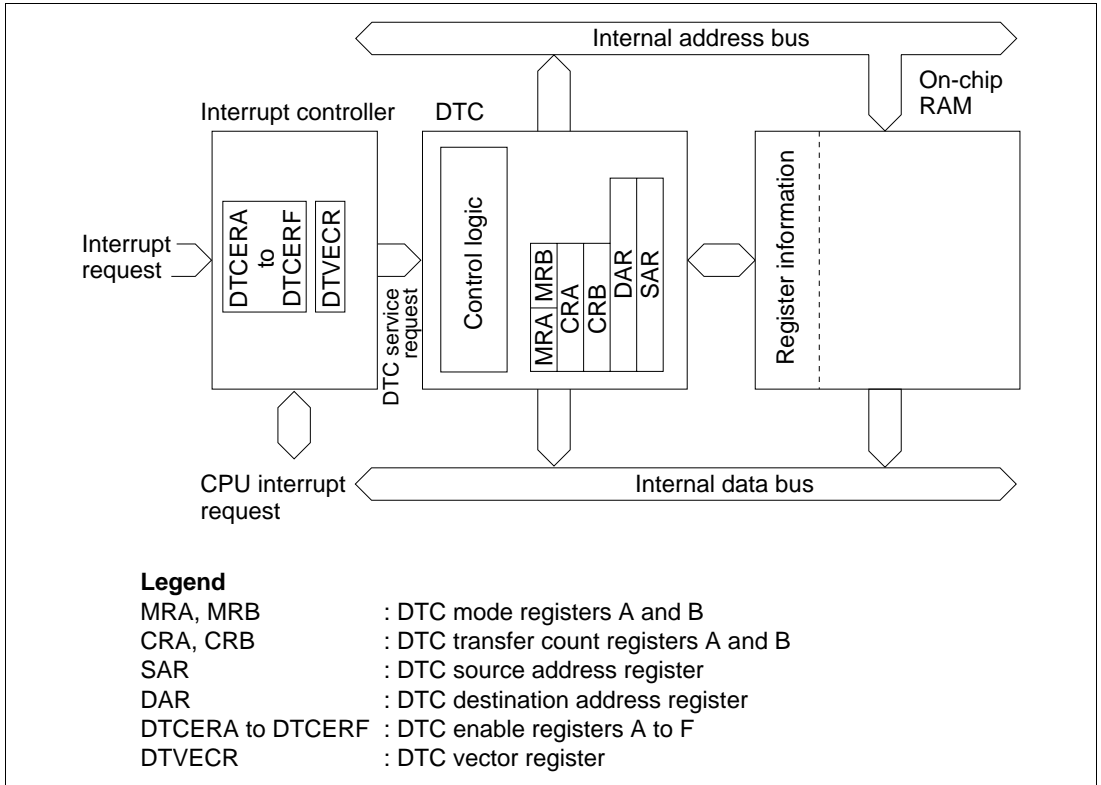 Internal address bus
On-chip
RAM
Interrupt controller
DTC
Interrupt
request
DTCERA
to
DTCERF
DTVECR
DTC service
request
Control logic
MRA
MRB
CRA
CRB
DAR
SAR
Register information
CPU interrupt
request
Internal data bus
Legend
MRA, MRB : DTC mode registers A and B
CRA, CRB : DTC transfer count registers A and B
SAR : DTC source address register
DAR : DTC destination address register
DTCERA to DTCERF : DTC enable registers A to F
DTVECR : DTC vector register